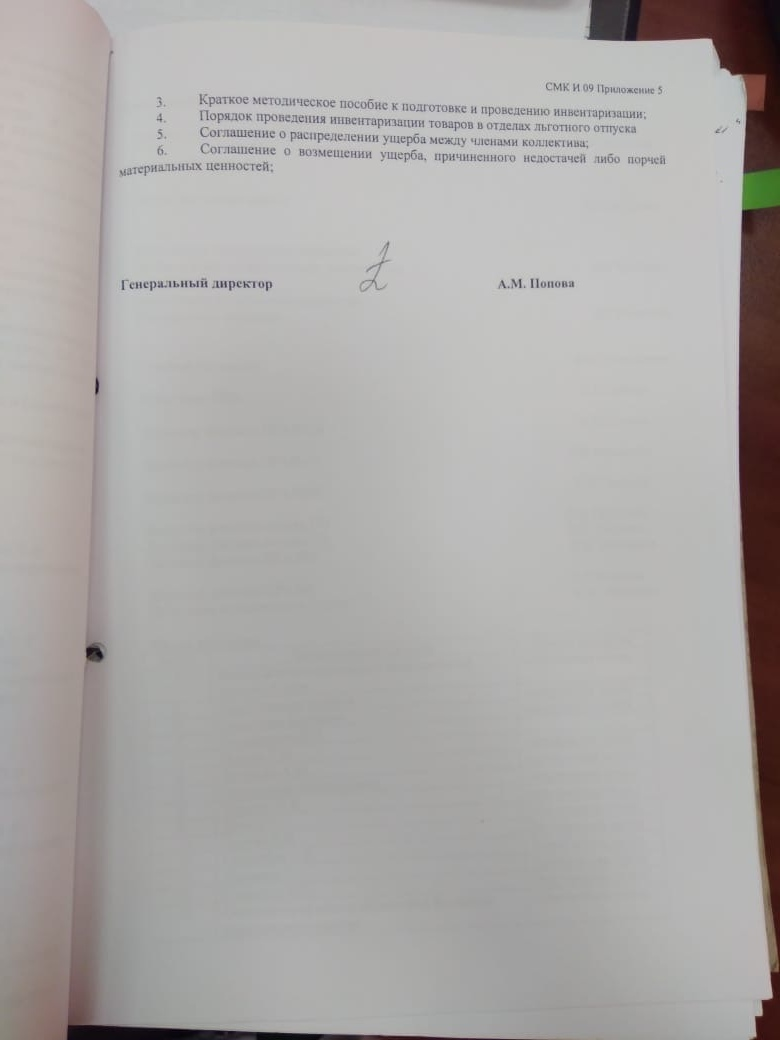 СМК И 09 Приложение 5
3. Краткое методическое пособие к подготовке и проведению инвентаризации;
4. Порядок проведения инвентаризации товаров в отделах льготного отпуска
5. Соглашение о распределении ущерба между членами коллектива;
6. Соглашение о возмещении ущерба, причиненного недостачей либо порчей
материальных ценностей;
Генеральный директор А.М. Попова